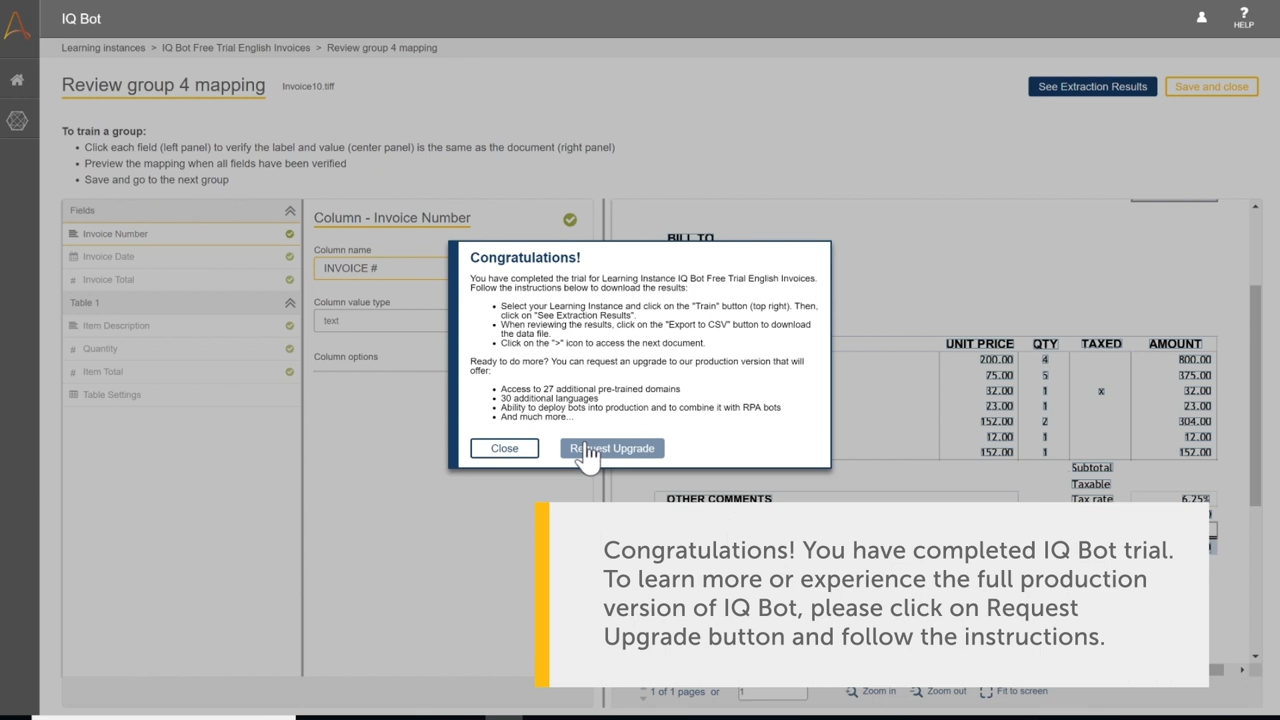 IQ Bot
HELP
Learning instances > IQ Bot Free Trial English Invoices > Review group 4 mapping
Review group 4 mapping
Invoice10.tiff
See Extraction Results
Save and close
To train a group:
• Click each field (left panel) to verify the label and value (center panel) is the same as the document (right panel)
• Preview the mapping when all fields have been verified
• Save and go to the next group
Fields
Invoice Number
Invoice Date
# Invoice Total
Table 1
Item Description
# Quantity
# Item Total
Table Settings
Column - Invoice Number
Column name
INVOICE #
Column value type
text
Column options
BILL TO
Congratulations!
You have completed the trial for Learning Instance IQ Bot Free Trial English Invoices.
Follow the instructions below to download the results:
• Select your Learning Instance and click on the "Train" button (top right). Then,
click on "See Extraction Results".
• When reviewing the results, click on the "Export to CSV" button to download
the data file.
• Click on the ">" icon to access the next document.
Ready to do more? You can request an upgrade to our production version that will
offer:
• Access to 27 additional pre-trained domains
• 30 additional languages
• Ability to deploy bots into production and to combine it with RPA bots
• And much more...
Close
Request Upgrade
UNIT PRICE QTY TAXED AMOUNT
200.00 4 800.00
75.00 5 375.00
32.00 1 x 32.00
23.00 1 23.00
152.00 2 304.00
12.00 1 12.00
152.00 1 152.00
Subtotal
Taxable
Tax rate 6.25%
OTHER COMMENTS
Congratulations! You have completed IQ Bot trial.
To learn more or experience the full production
version of IQ Bot, please click on Request
Upgrade button and follow the instructions.
1 of 1 pages or 1 Zoom in Zoom out Fit to screen